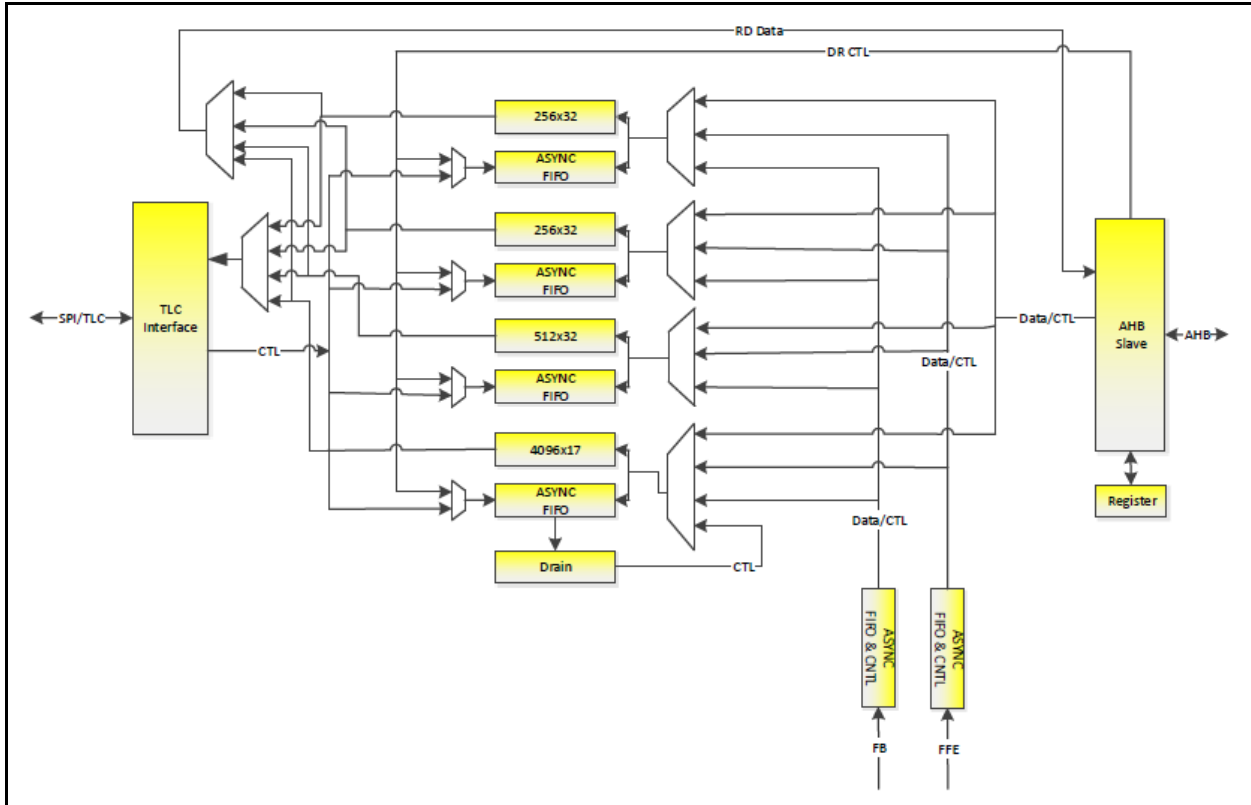 RD Data
DR CTL
256x32
ASYNC
FIFO
256x32
ASYNC
FIFO
TLC
Interface
SPI/TLC
CTL
512x32
ASYNC
FIFO
Data/CTL
Data/CTL
AHB
Slave
AHB
4096x17
ASYNC
FIFO
Register
Data/CTL
Drain
CTL
ASYNC
FIFO & CNTL
ASYNC
FIFO & CNTL
FB
FFE